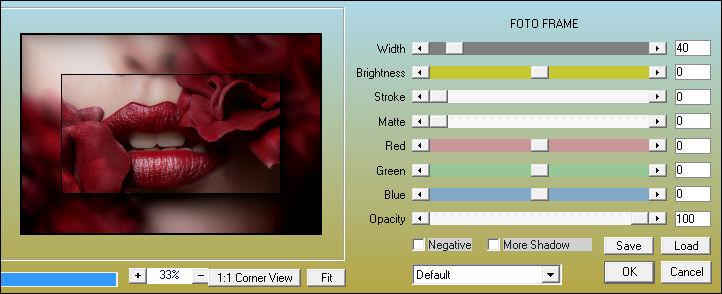 FOTO FRAME
Width 40
Brightness 0
Stroke 0
Matte 0
Red 0
Green 0
Blue 0
Opacity 100
Negative More Shadow Save Load
+ 33% − 1:1 Corner View Fit Default OK Cancel